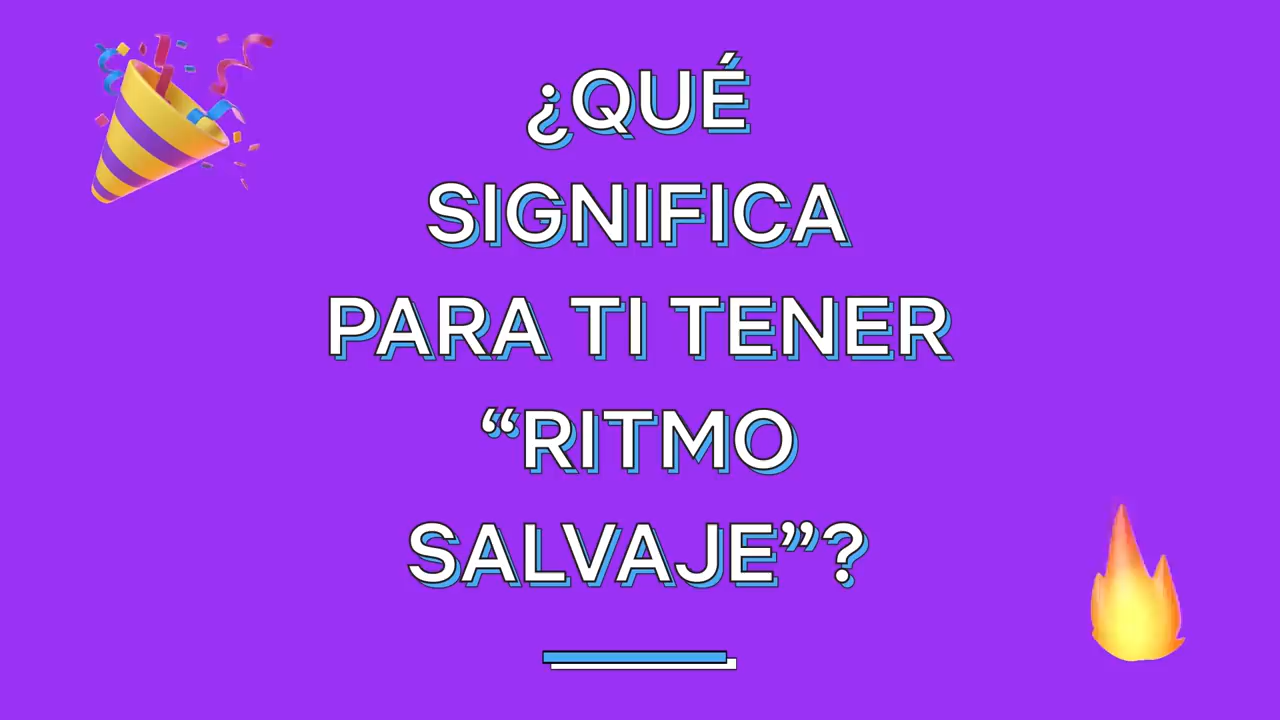 ¿QUÉ
SIGNIFICA
PARA TI TENER
“RITMO
SALVAJE”?